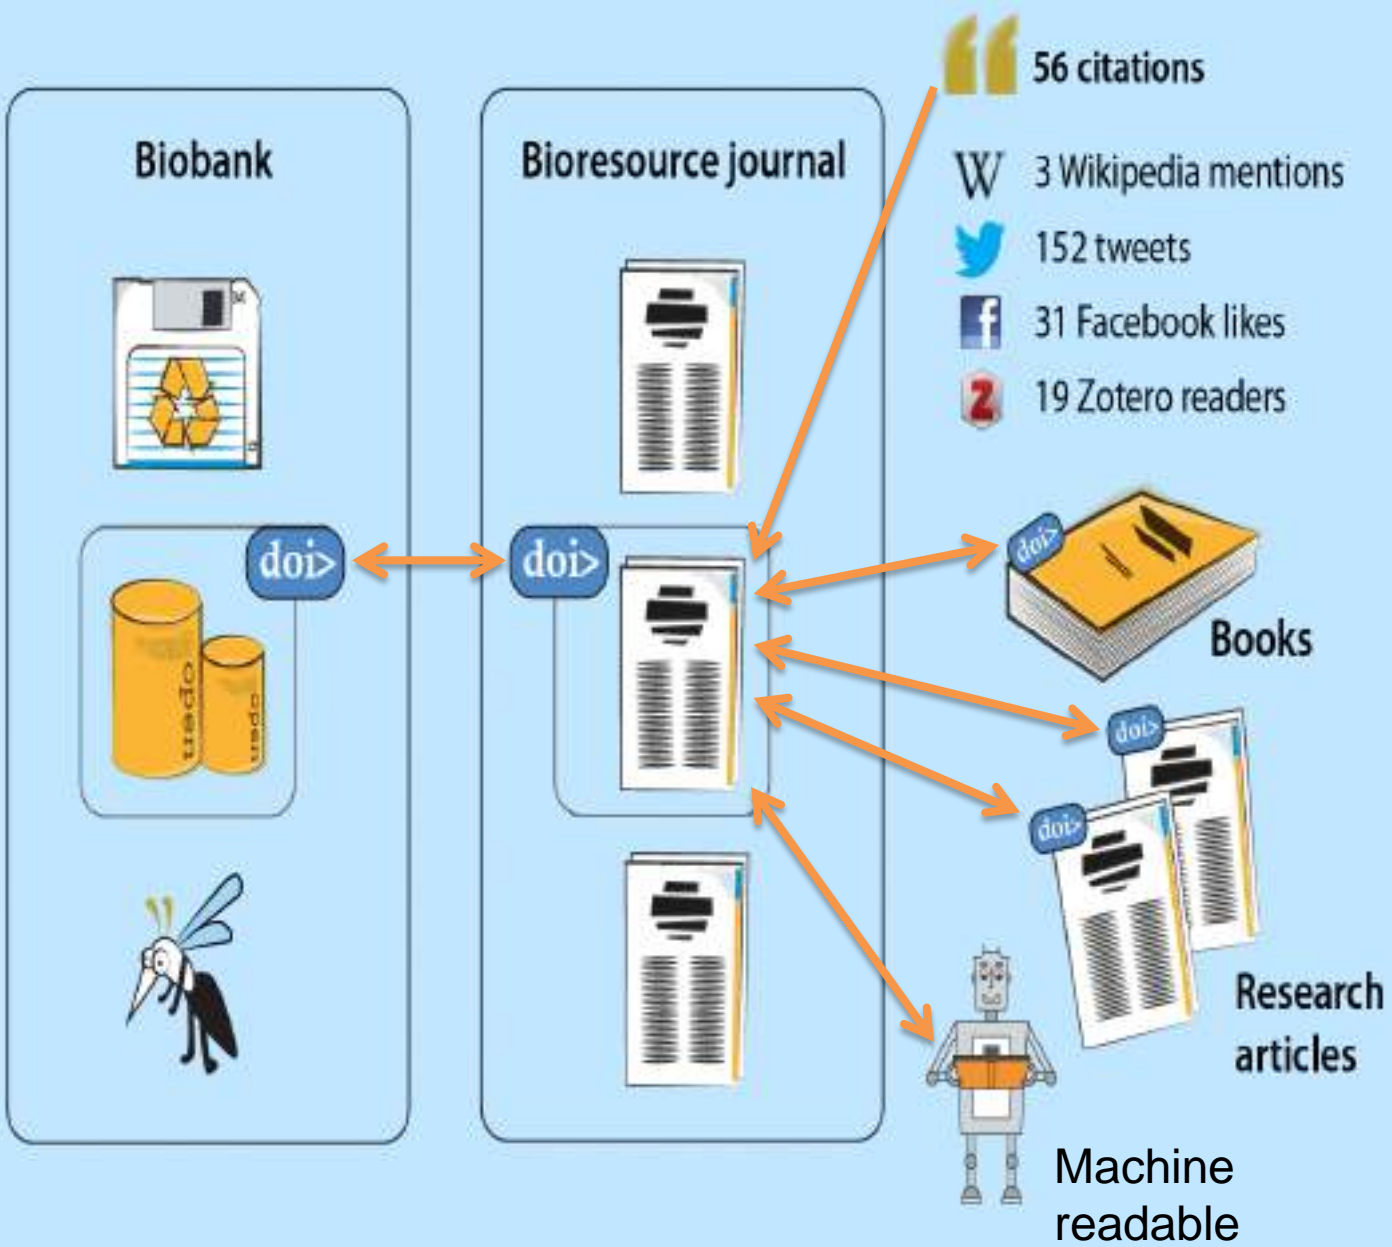 56 citations
Biobank
Bioresource journal
W 3 Wikipedia mentions
152 tweets
f 31 Facebook likes
Z 19 Zotero readers
doi>
doi>
doi>
Books
open
open
doi>
doi>
Research
articles
Machine
readable